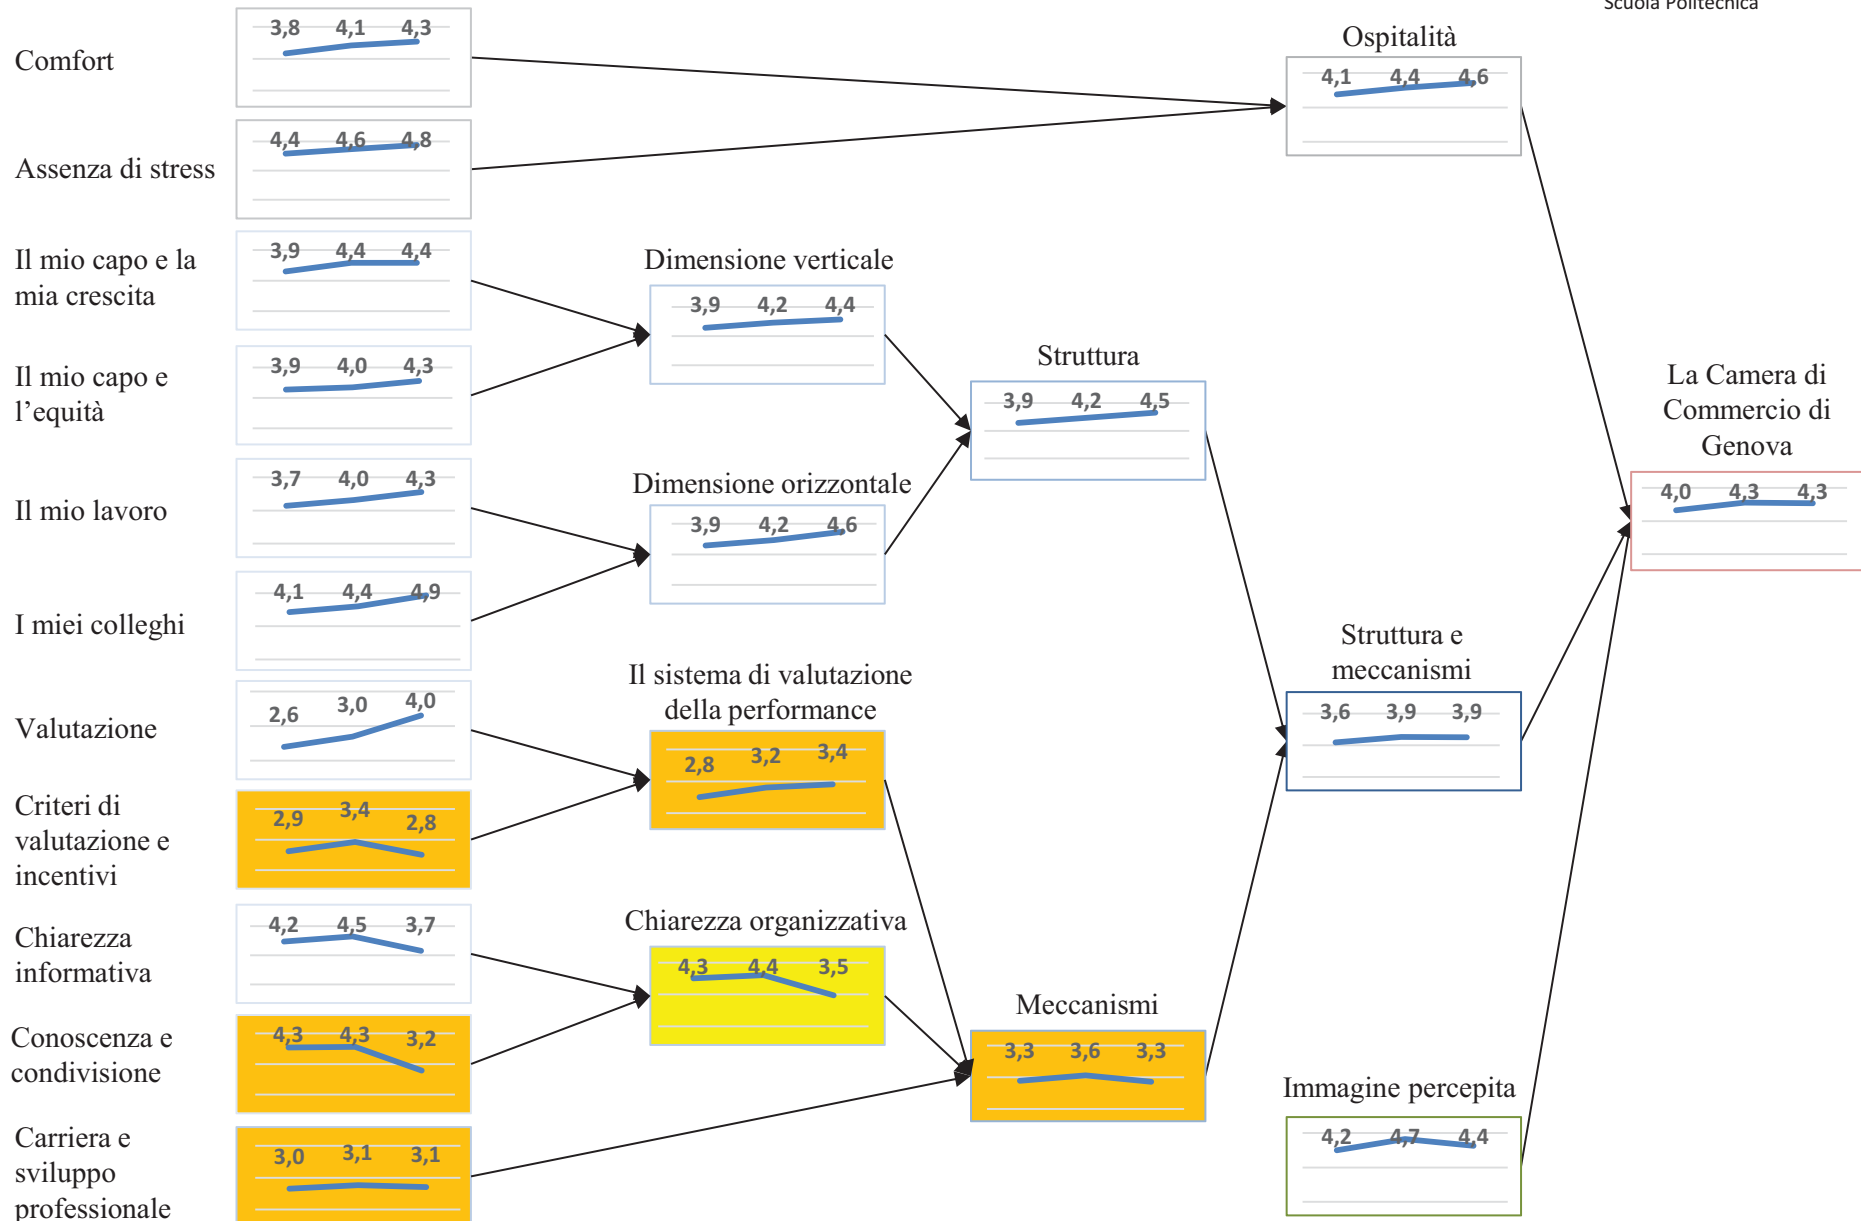 Scuola Politecnica
Comfort
3,8 4,1 4,3
Ospitalità
4,1 4,4 4,6
Assenza di stress
4,4 4,6 4,8
Il mio capo e la
mia crescita
3,9 4,4 4,4
Dimensione verticale
3,9 4,2 4,4
Il mio capo e
l’equità
3,9 4,0 4,3
Struttura
3,9 4,2 4,5
La Camera di
Commercio di
Genova
4,0 4,3 4,3
Il mio lavoro
3,7 4,0 4,3
Dimensione orizzontale
3,9 4,2 4,6
I miei colleghi
4,1 4,4 4,9
Struttura e
meccanismi
3,6 3,9 3,9
Valutazione
2,6 3,0 4,0
Il sistema di valutazione
della performance
2,8 3,2 3,4
Criteri di
valutazione e
incentivi
2,9 3,4 2,8
Chiarezza
informativa
4,2 4,5 3,7
Chiarezza organizzativa
4,3 4,4 3,5
Meccanismi
3,3 3,6 3,3
Conoscenza e
condivisione
4,3 4,3 3,2
Immagine percepita
4,2 4,7 4,4
Carriera e
sviluppo
professionale
3,0 3,1 3,1